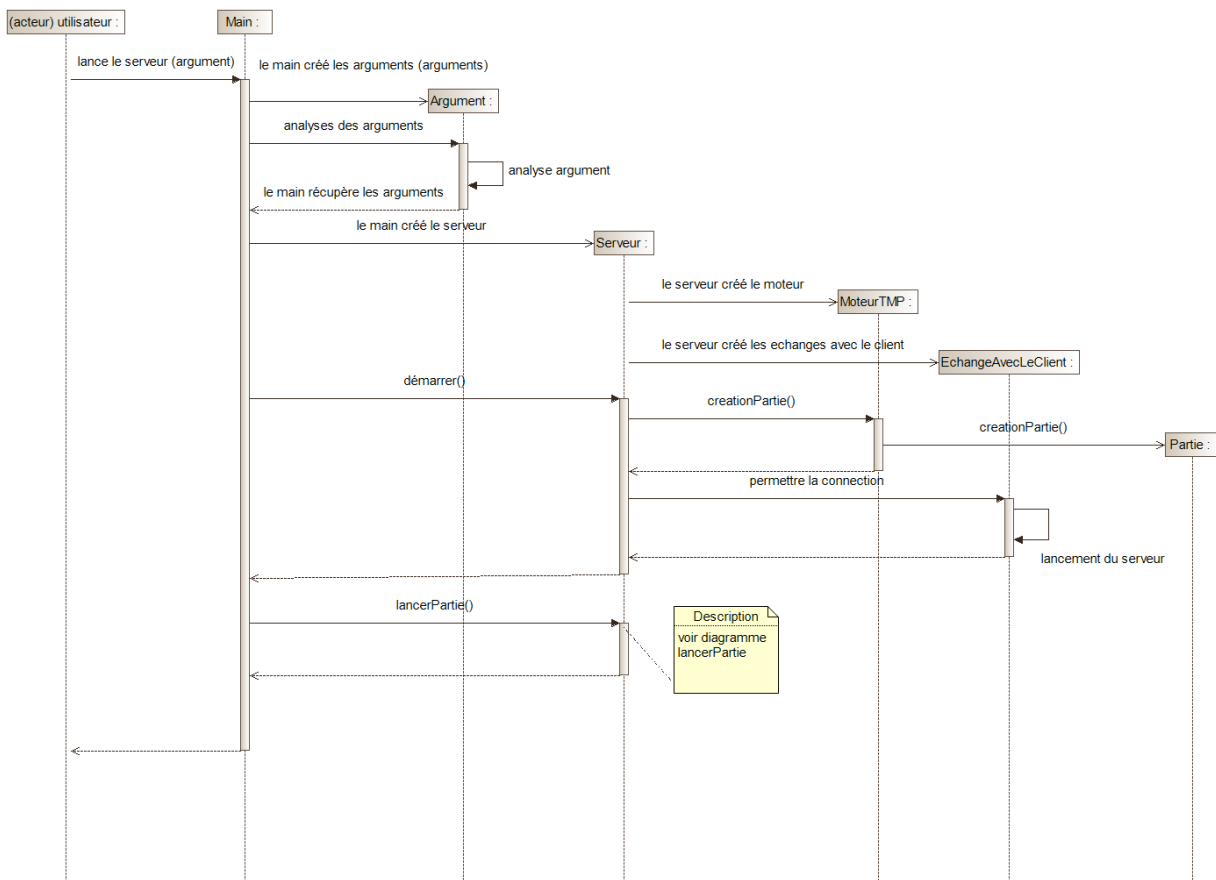 (acteur) utilisateur :
Main :
lance le serveur (argument)
le main créé les arguments (arguments)
Argument :
analyses des arguments
analyse argument
le main récupère les arguments
le main créé le serveur
Serveur :
le serveur créé le moteur
MoteurTMP :
le serveur créé les echanges avec le client
EchangeAvecLeClient :
démarrer()
creationPartie()
creationPartie()
Partie :
permettre la connection
lancement du serveur
lancerPartie()
Description
voir diagramme
lancerPartie